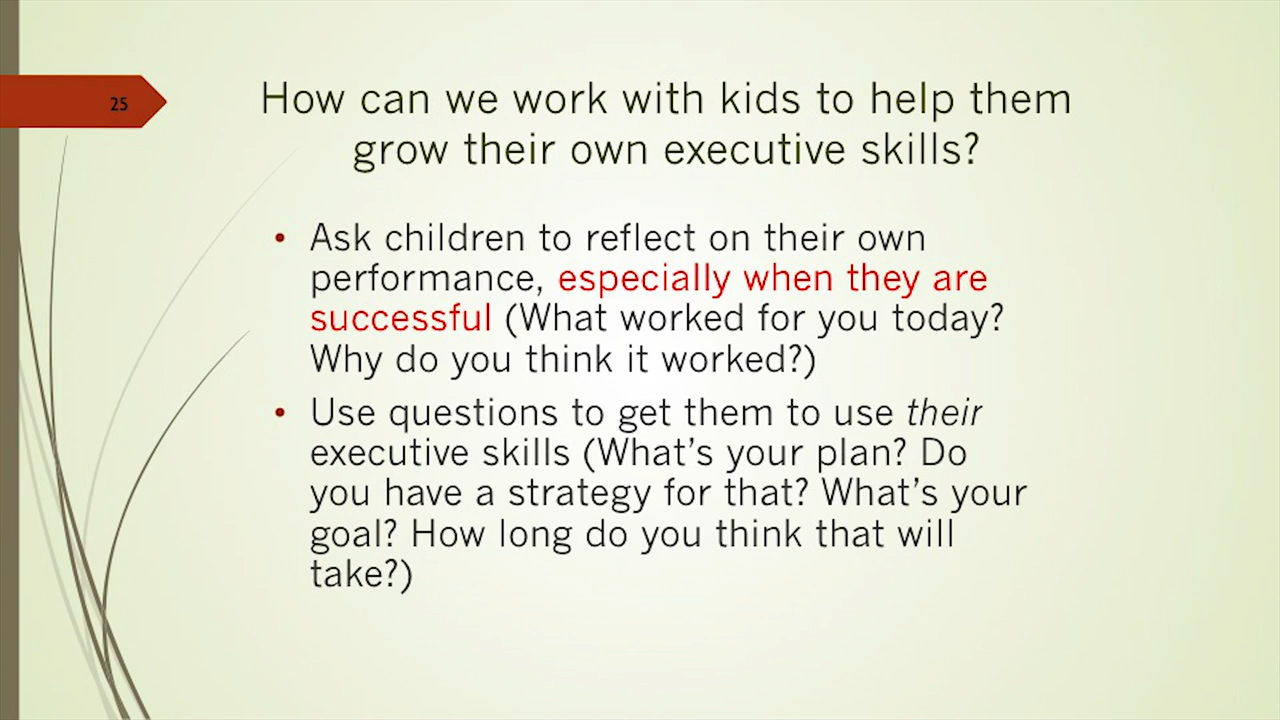 25
How can we work with kids to help them
grow their own executive skills?
• Ask children to reflect on their own
performance, especially when they are
successful (What worked for you today?
Why do you think it worked?)
• Use questions to get them to use their
executive skills (What’s your plan? Do
you have a strategy for that? What’s your
goal? How long do you think that will
take?)